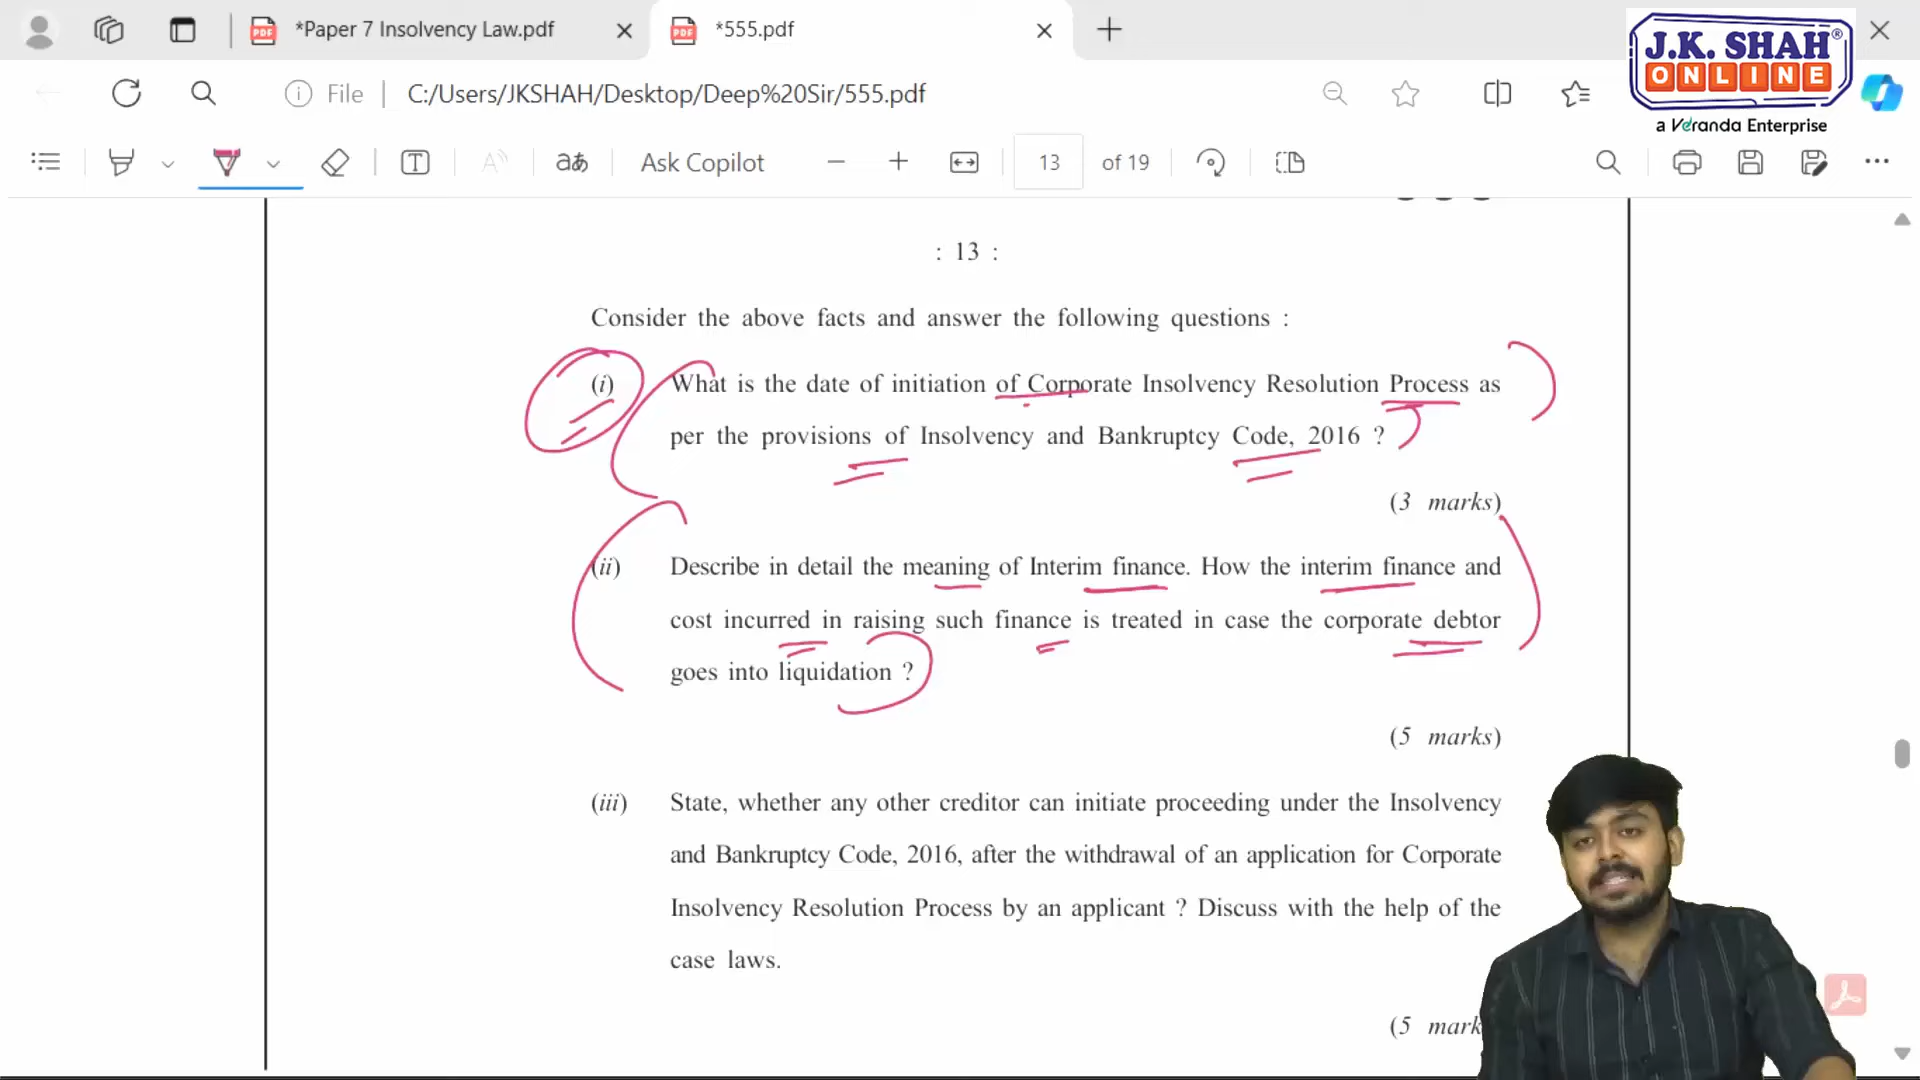 *Paper 7 Insolvency Law.pdf
*555.pdf
J.K. SHAH®
ONLINE
a Veranda Enterprise
File
C:/Users/JKSHAH/Desktop/Deep%20Sir/555.pdf
Ask Copilot
13 of 19
: 13 :
Consider the above facts and answer the following questions :
(i) What is the date of initiation of Corporate Insolvency Resolution Process as
per the provisions of Insolvency and Bankruptcy Code, 2016 ?
(3 marks)
(ii) Describe in detail the meaning of Interim finance. How the interim finance and
cost incurred in raising such finance is treated in case the corporate debtor
goes into liquidation ?
(5 marks)
(iii) State, whether any other creditor can initiate proceeding under the Insolvency
and Bankruptcy Code, 2016, after the withdrawal of an application for Corporate
Insolvency Resolution Process by an applicant ? Discuss with the help of the
case laws.
(5 mark